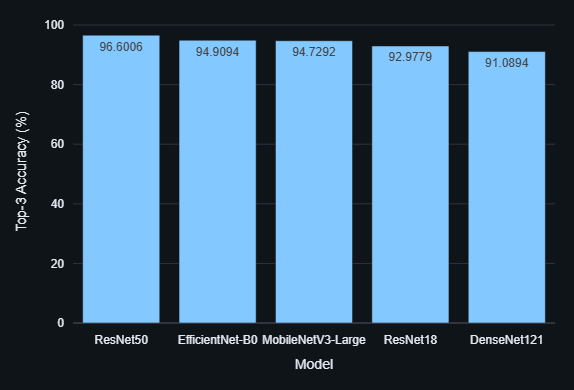 100
80
60
40
20
0
Top-3 Accuracy (%)
96.6006
94.9094
94.7292
92.9779
91.0894
ResNet50
EfficientNet-B0
MobileNetV3-Large
ResNet18
DenseNet121
Model